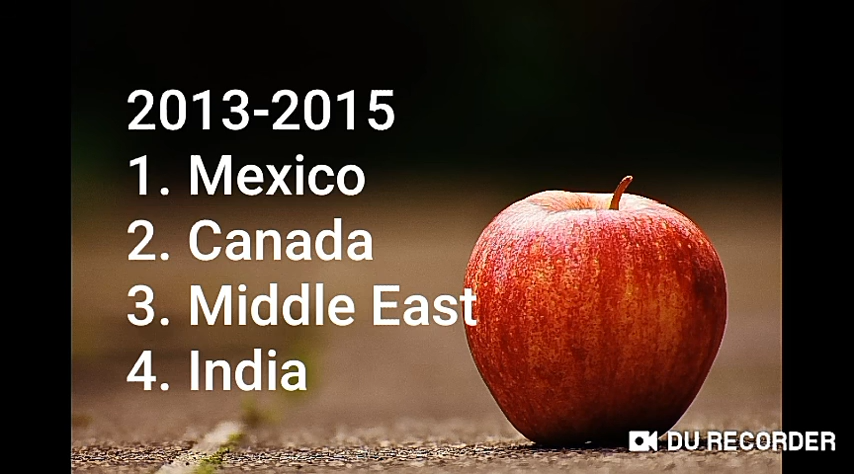 2013-2015
1. Mexico
2. Canada
3. Middle East
4. India
DU RECORDER